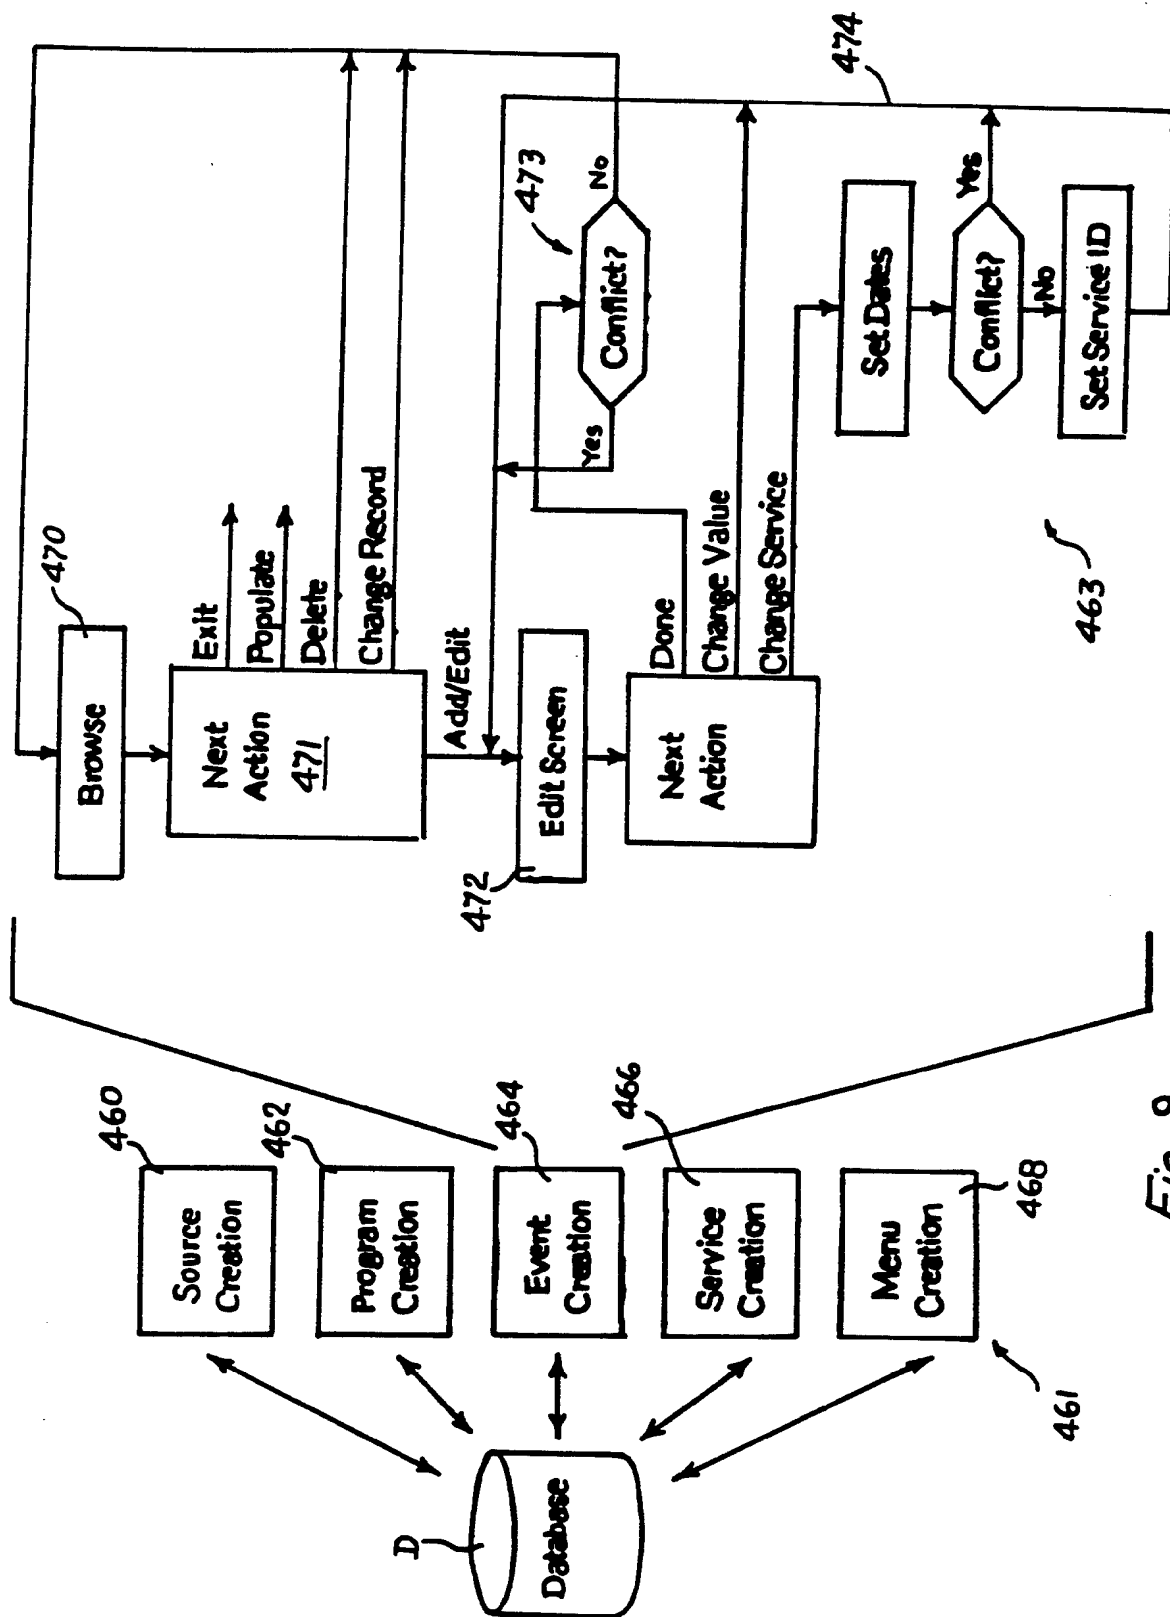 D
Database
460
Source
Creation
462
Program
Creation
464
Event
Creation
466
Service
Creation
468
Menu
Creation
461
470
Browse
Next
Action
471
Exit
Populate
Delete
Change Record
Add/Edit
472
Edit Screen
Next
Action
Done
Change Value
Change Service
473
Conflict?
Yes
No
474
Set Dates
Conflict?
Yes
No
Set Service ID
463
Fig. 9